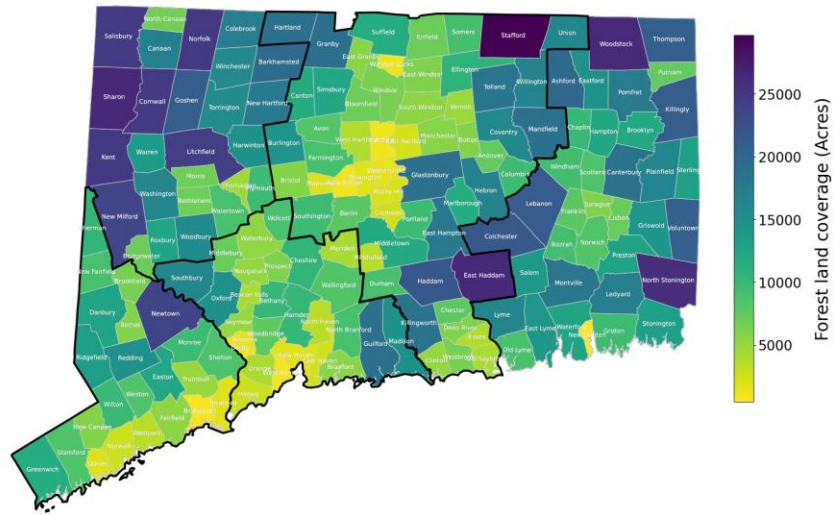 North Canaan
Salisbury
Norfolk
Colebrook
Hartland
Suffield
Enfield
Somers
Stafford
Union
Woodstock
Thompson
Canaan
Granby
East Granby
Windsor Locks
Winchester
Barkhamsted
East Windsor
Ellington
Putnam
Sharon
Cornwall
Goshen
Torrington
New Hartford
Canton
Simsbury
Bloomfield
Windsor
South Windsor
Vernon
Tolland
Willington
Ashford
Eastford
Pomfret
Killingly
Avon
West Hartford
East Hartford
Manchester
Bolton
Coventry
Mansfield
Chaplin
Hampton
Brooklyn
Kent
Warren
Litchfield
Harwinton
Burlington
Farmington
Newington
Glastonbury
Andover
Columbia
Windham
Scotland
Canterbury
Plainfield
Sterling
Morris
Bethlehem
Thomaston
Plymouth
Bristol
New Britain
Wethersfield
Rocky Hill
Hebron
Marlborough
Lebanon
Franklin
Sprague
Lisbon
Griswold
Voluntown
New Milford
Washington
Watertown
Wolcott
Southington
Berlin
Cromwell
Portland
East Hampton
Colchester
Bozrah
Norwich
Preston
Sherman
Roxbury
Woodbury
Middlebury
Waterbury
Cheshire
Meriden
Middlefield
Middletown
North Stonington
New Fairfield
Bridgewater
Brookfield
Southbury
Naugatuck
Prospect
Wallingford
Durham
Haddam
East Haddam
Salem
Montville
Ledyard
Danbury
Bethel
Newtown
Oxford
Beacon Falls
Bethany
Hamden
North Haven
North Branford
Guilford
Madison
Killingworth
Chester
Deep River
Essex
Lyme
East Lyme
Groton
Stonington
Ridgefield
Redding
Monroe
Seymour
Woodbridge
Shelton
New Haven
Branford
Clinton
Westbrook
Old Lyme
Easton
Trumbull
Orange
Milford
Wilton
Weston
Fairfield
New Canaan
Westport
Norwalk
Darien
Stamford
Greenwich
25000
20000
15000
10000
5000
Forest land coverage (Acres)